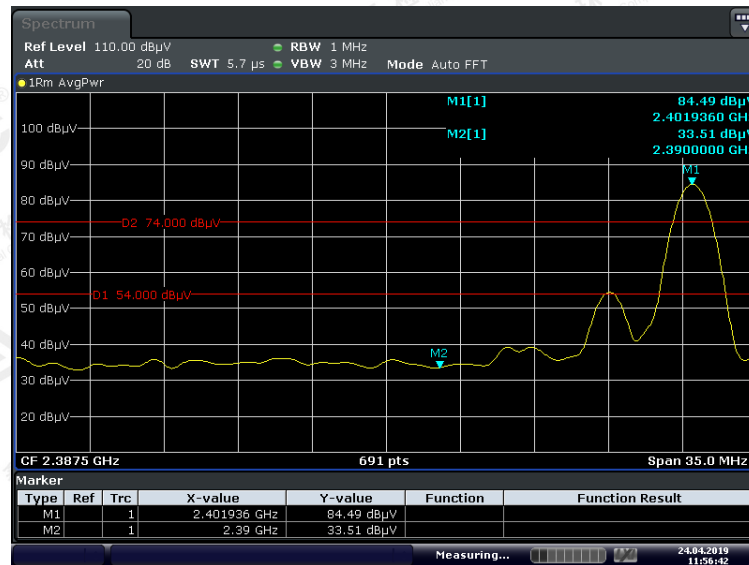 Spectrum
Ref Level 110.00 dBµV RBW 1 MHz
Att 20 dB SWT 5.7 µs VBW 3 MHz Mode Auto FFT
1Rm AvgPwr
M1[1] 84.49 dBµV
2.4019360 GH
M2[1] 33.51 dBµV
2.3900000 GH
M1
100 dBµV
90 dBµV
80 dBµV
D2 74.000 dBµV
70 dBµV
60 dBµV
D1 54.000 dBµV
50 dBµV
40 dBµV
M2
30 dBµV
20 dBµV
CF 2.3875 GHz 691 pts Span 35.0 MHz
Marker
Type Ref Trc X-value Y-value Function Function Result
M1 1 2.401936 GHz 84.49 dBµV
M2 1 2.39 GHz 33.51 dBµV
Measuring... 24.04.2019
11:56:42